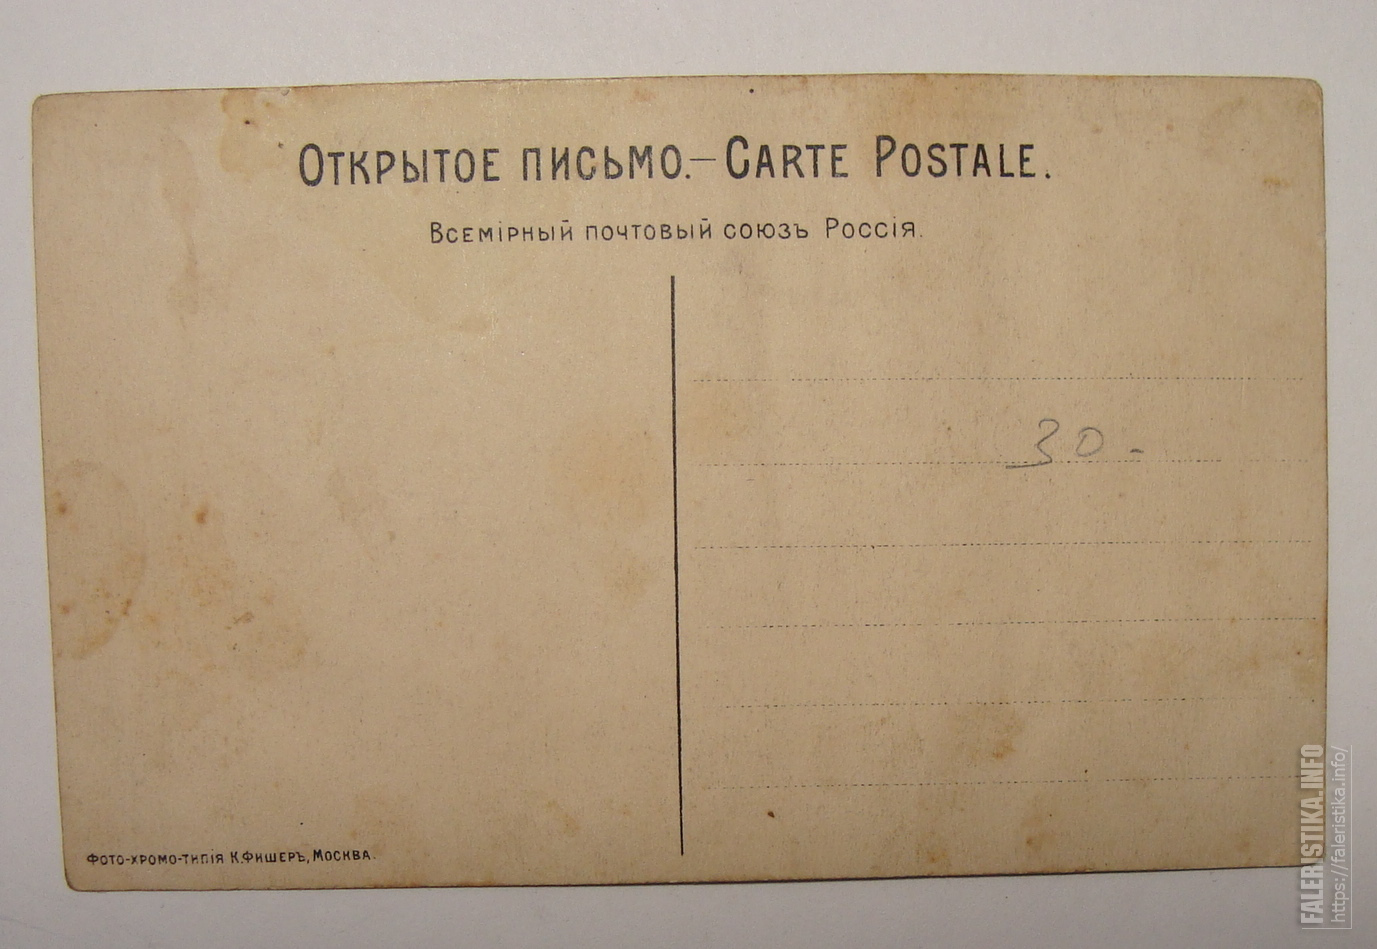 Открытое письмо.—Carte Postale.
Всемірный почтовый союзъ Россія.
30-
Фото-хромо-типія К.Фишеръ, Москва.
FALERISTIKA.INFO
https://faleristika.info/